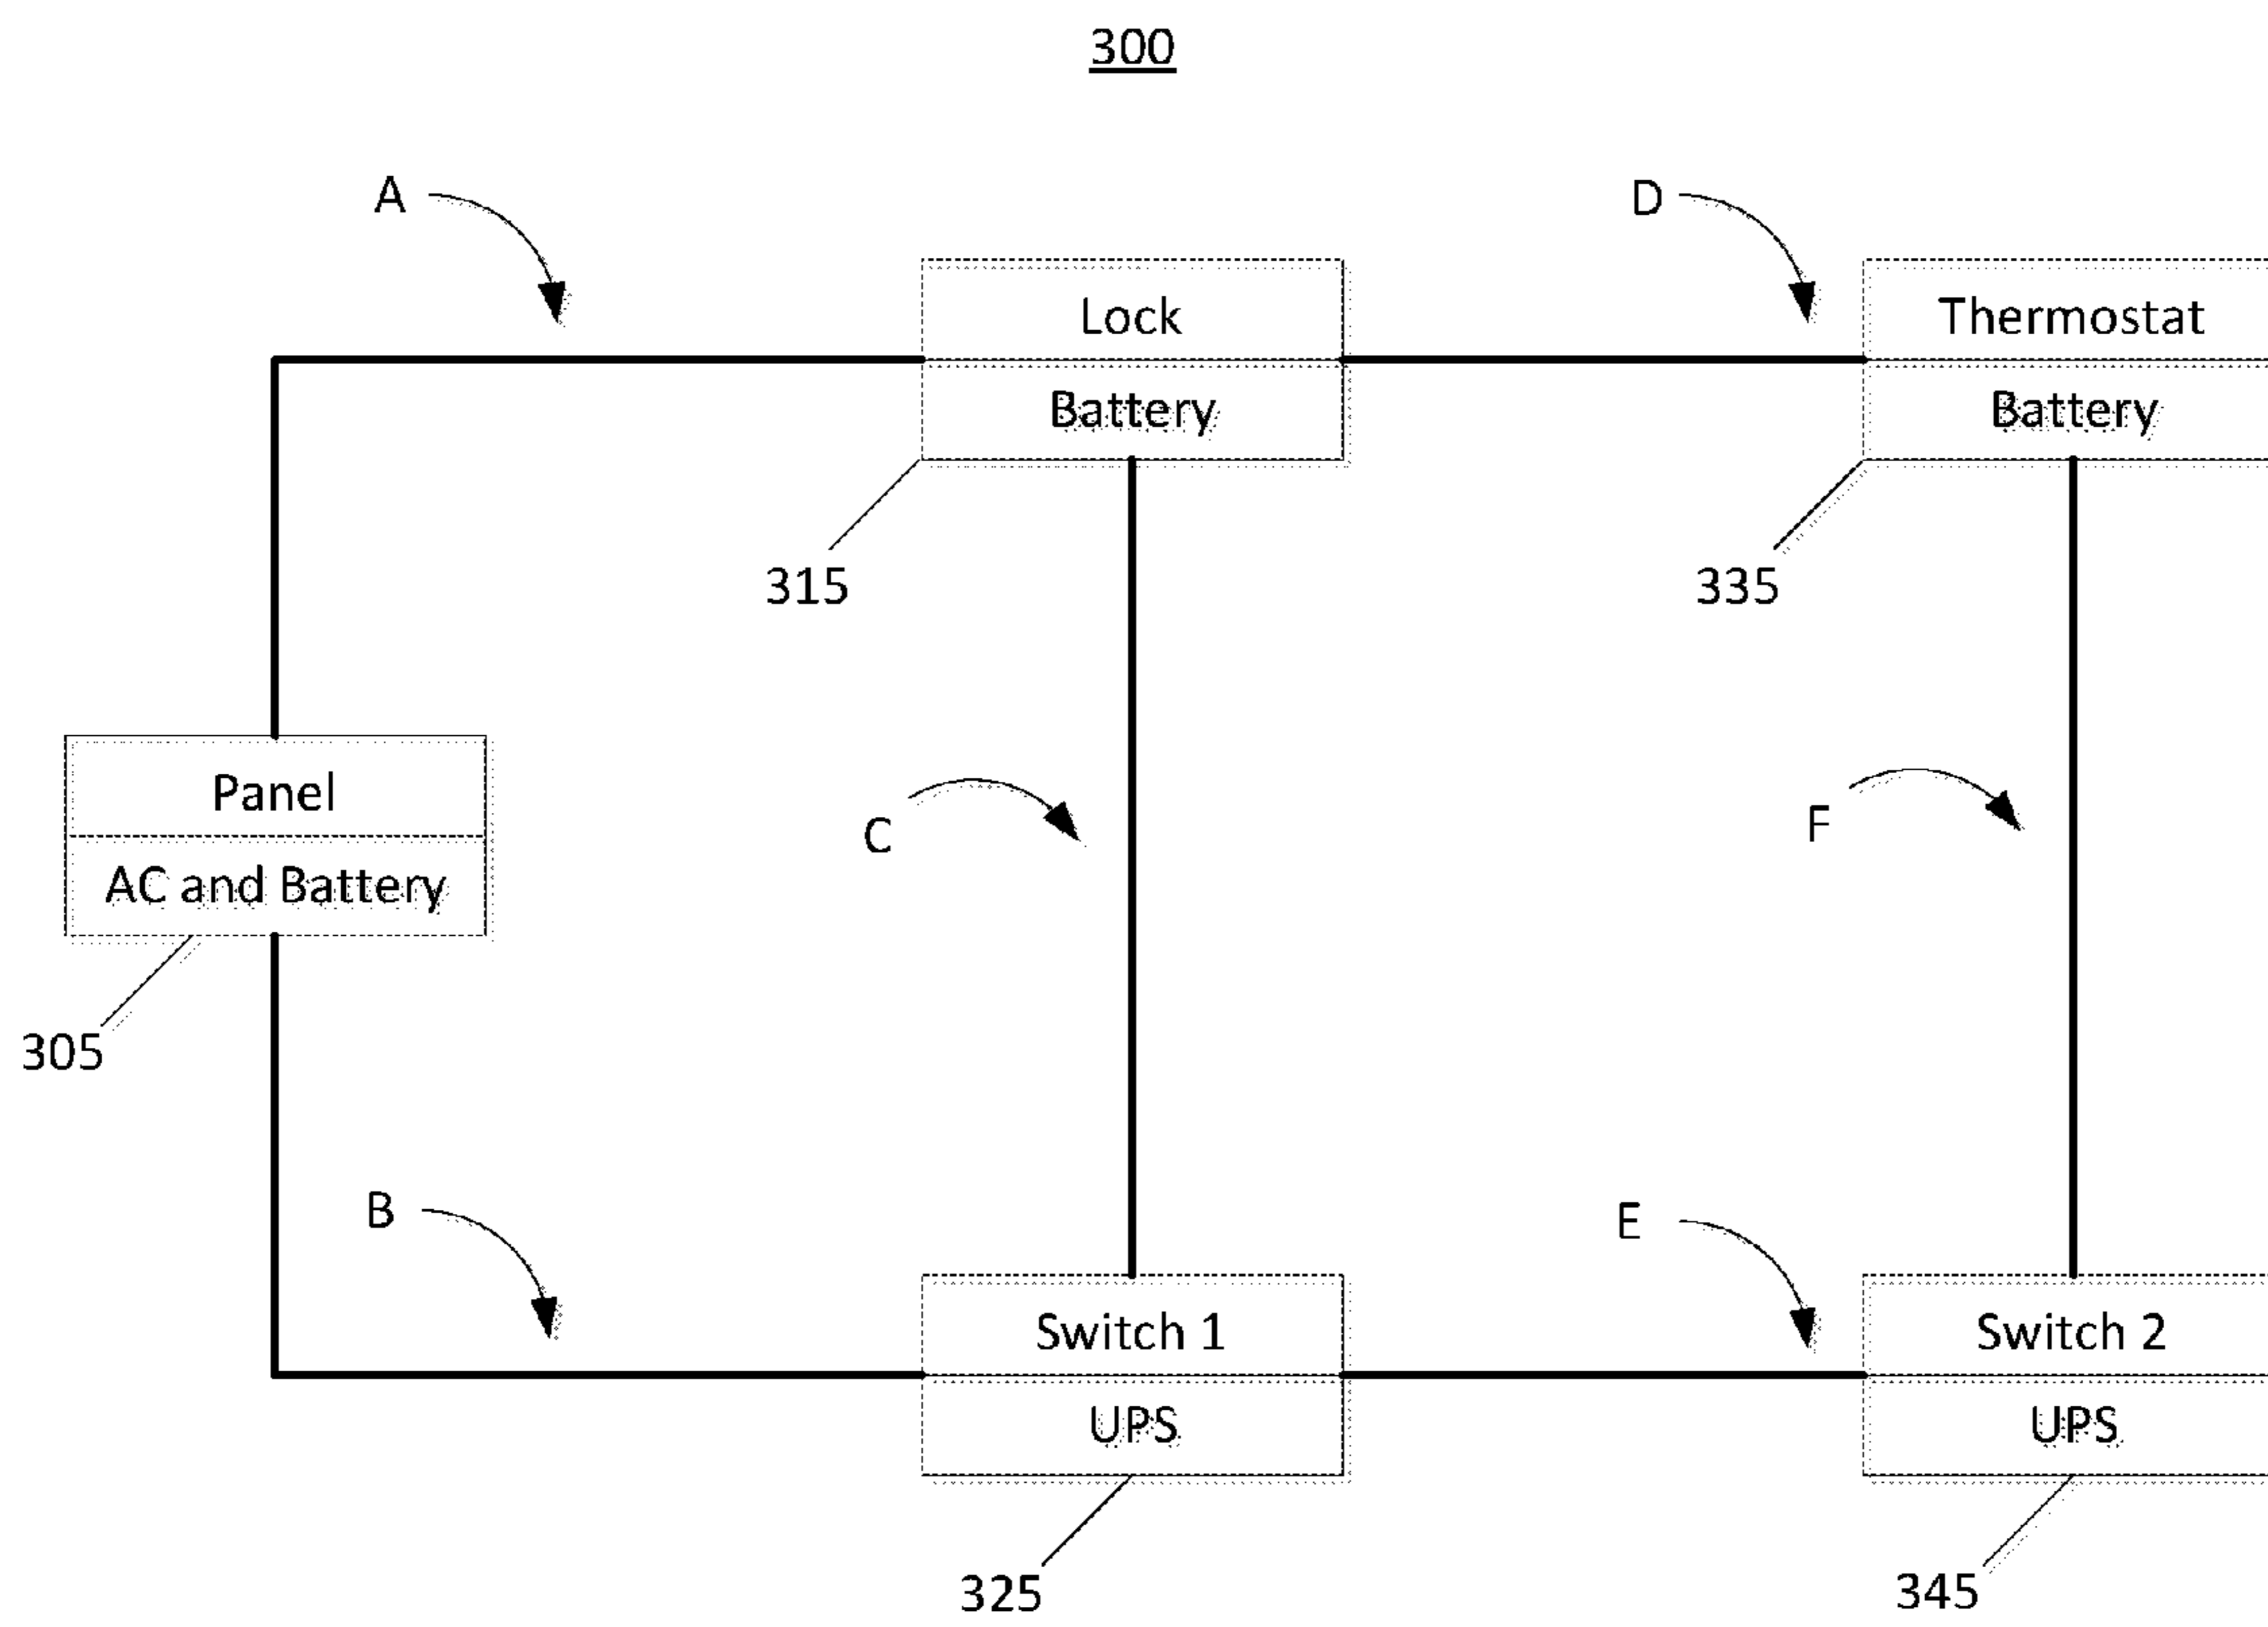 300
A
D
Lock
Battery
Thermostat
Battery
315
335
Panel
AC and Battery
305
C
F
B
E
Switch 1
UPS
Switch 2
UPS
325
345